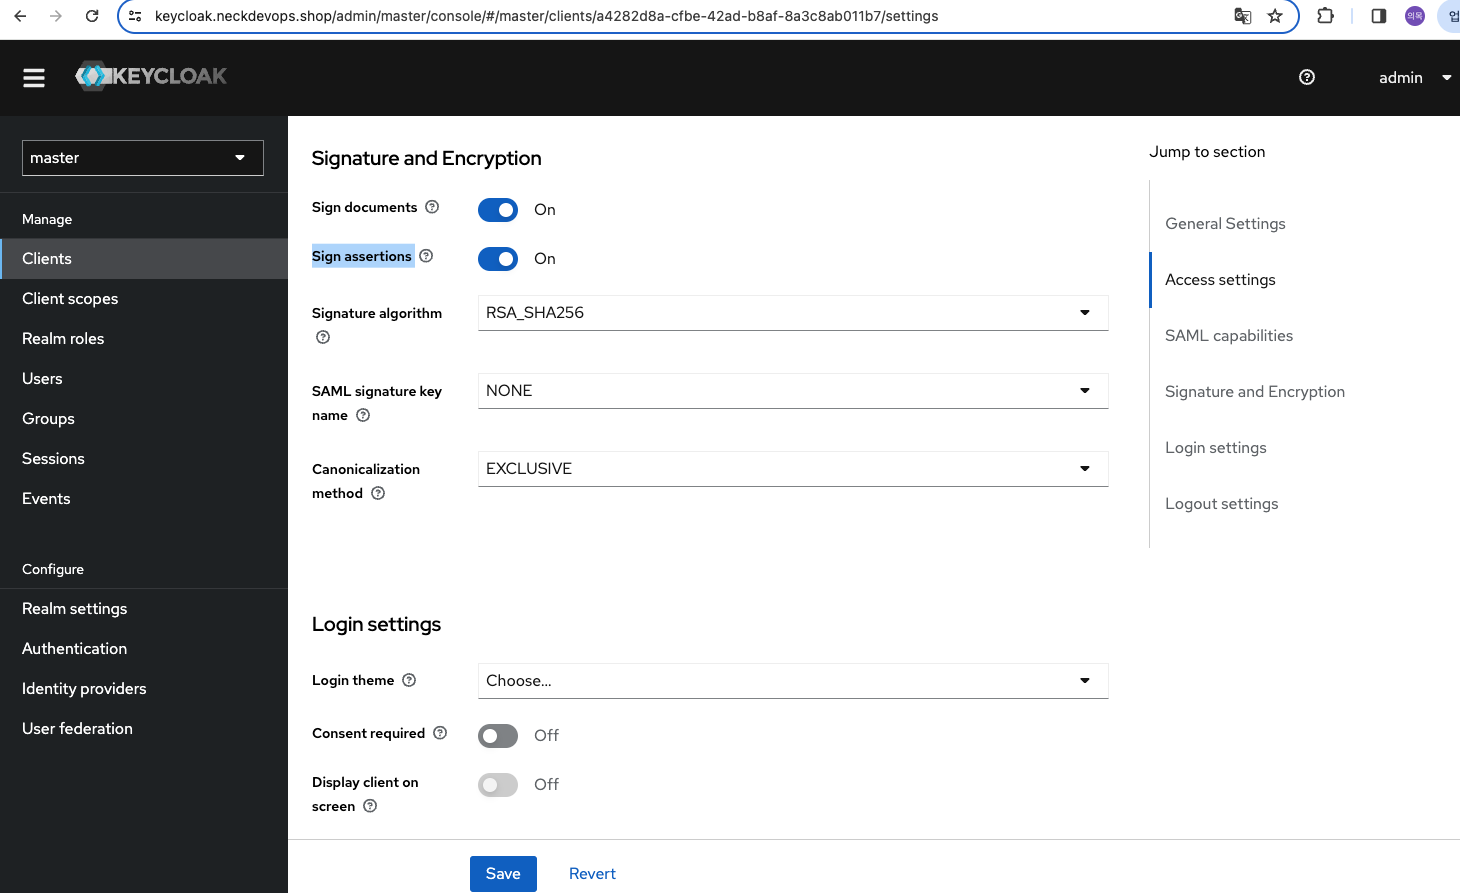 keycloak.neckdevops.shop/admin/master/console/#/master/clients/a4282d8a-cfbe-42ad-b8af-8a3c8ab011b7/settings
의목
업
KEYCLOAK
admin
master
Manage
Clients
Client scopes
Realm roles
Users
Groups
Sessions
Events
Configure
Realm settings
Authentication
Identity providers
User federation
Signature and Encryption
Sign documents
On
Sign assertions
On
Signature algorithm
RSA_SHA256
SAML signature key
name
NONE
Canonicalization
method
EXCLUSIVE
Login settings
Login theme
Choose...
Consent required
Off
Display client on
screen
Off
Save
Revert
Jump to section
General Settings
Access settings
SAML capabilities
Signature and Encryption
Login settings
Logout settings